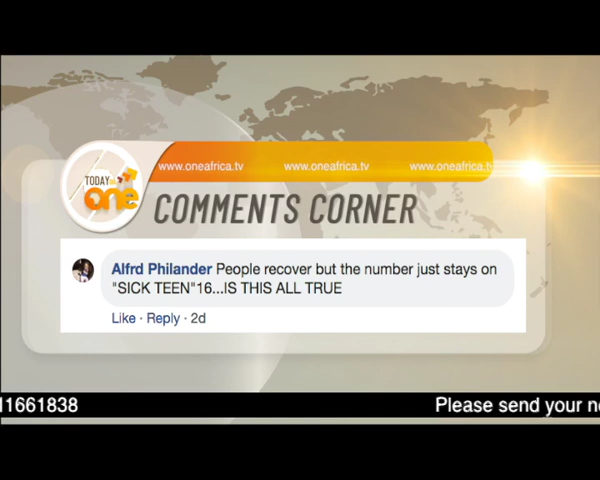 www.oneafrica.tv www.oneafrica.tv www.oneafrica.tv
TODAY
one
COMMENTS CORNER
Alfrd Philander People recover but the number just stays on
"SICK TEEN"16...IS THIS ALL TRUE
Like · Reply · 2d
11661838 Please send your